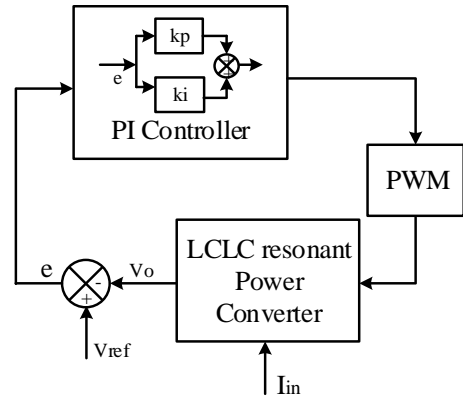 kp
e
ki
+
+
PI Controller
PWM
LCLC resonant
Power
Converter
e
-
+
Vo
Vref
Iin